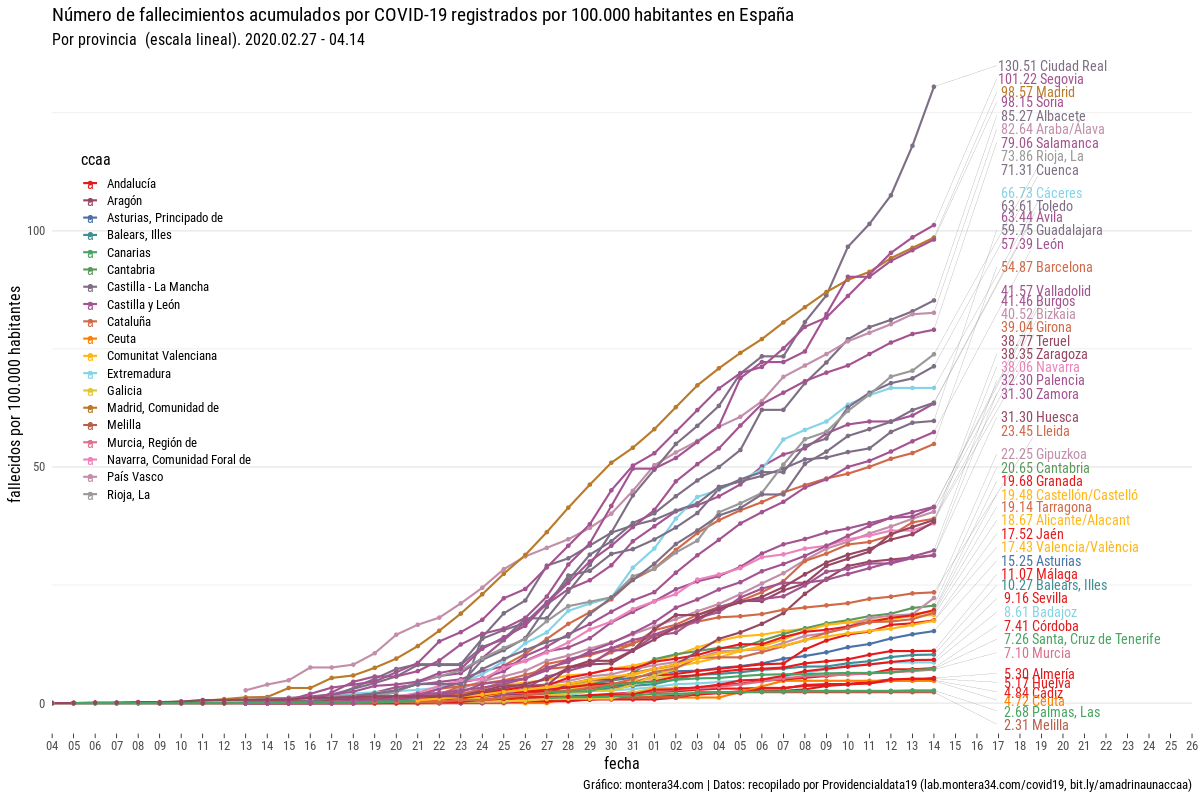 Número de fallecimientos acumulados por COVID-19 registrados por 100.000 habitantes en España
Por provincia (escala lineal). 2020.02.27 - 04.14
fallecidos por 100.000 habitantes
100
50
0
ccaa
Andalucía
Aragón
Asturias, Principado de
Balears, Illes
Canarias
Cantabria
Castilla - La Mancha
Castilla y León
Cataluña
Ceuta
Comunitat Valenciana
Extremadura
Galicia
Madrid, Comunidad de
Melilla
Murcia, Región de
Navarra, Comunidad Foral de
País Vasco
Rioja, La
130.51 Ciudad Real
101.22 Segovia
98.57 Madrid
98.15 Soria
85.27 Albacete
82.64 Araba/Álava
79.06 Salamanca
73.86 Rioja, La
71.31 Cuenca
66.73 Cáceres
63.61 Toledo
63.44 Ávila
59.75 Guadalajara
57.39 León
54.87 Barcelona
41.57 Valladolid
41.46 Burgos
40.52 Bizkaia
39.04 Girona
38.77 Teruel
38.35 Zaragoza
38.06 Navarra
32.30 Palencia
31.30 Zamora
31.30 Huesca
23.45 Lleida
22.25 Gipuzkoa
20.65 Cantabria
19.68 Granada
19.48 Castellón/Castelló
19.14 Tarragona
18.67 Alicante/Alacant
17.52 Jaén
17.43 Valencia/València
15.25 Asturias
11.07 Málaga
10.27 Balears, Illes
9.16 Sevilla
8.61 Badajoz
7.41 Córdoba
7.26 Santa, Cruz de Tenerife
7.10 Murcia
5.30 Almería
5.17 Huelva
4.84 Cádiz
4.72 Ceuta
2.68 Palmas, Las
2.31 Melilla
04 05 06 07 08 09 10 11 12 13 14 15 16 17 18 19 20 21 22 23 24 25 26 27 28 29 30 31 01 02 03 04 05 06 07 08 09 10 11 12 13 14 15 16 17 18 19 20 21 22 23 24 25 26
fecha
Gráfico: montera34.com | Datos: recopilado por Providencialdata19 (lab.montera34.com/covid19, bit.ly/amadrinaunaccaa)